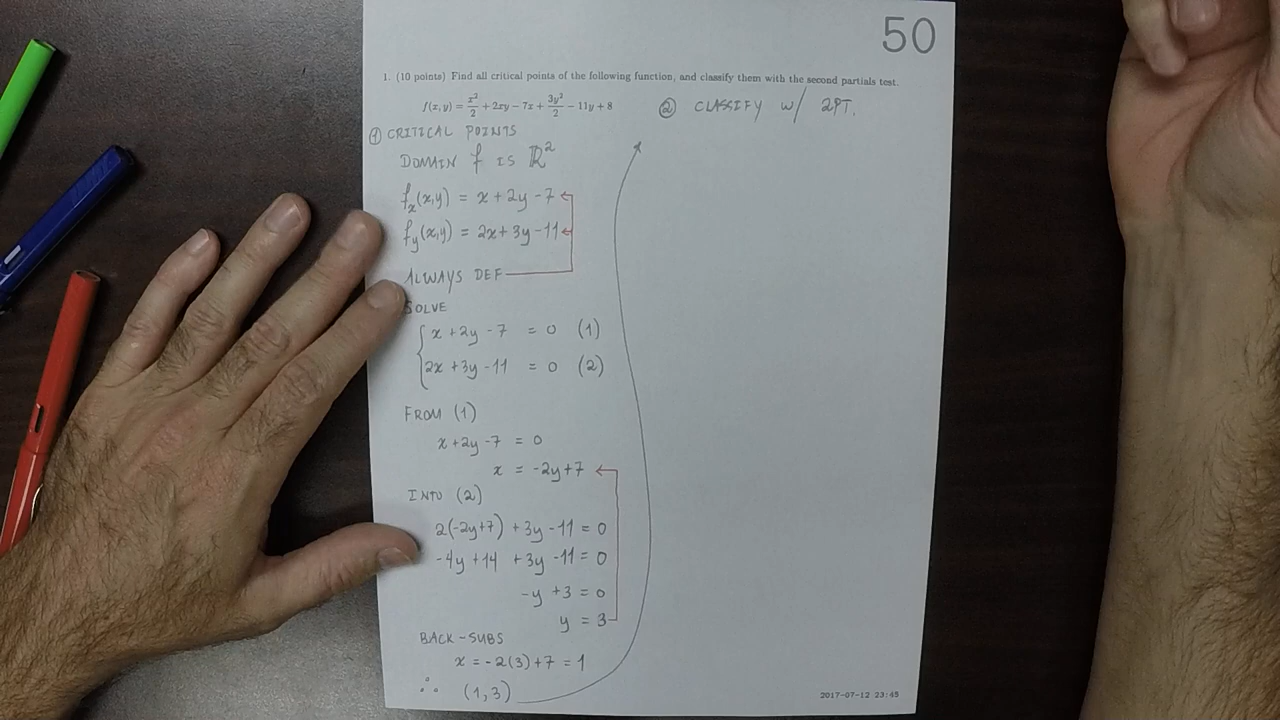 50
1. (10 points) Find all critical points of the following function, and classify them with the second partials test.
f(x, y) = x²/2 + 2xy − 7x + 3y²/2 − 11y + 8
① CRITICAL POINTS
DOMAIN f IS ℝ²
fₓ(x,y) = x + 2y - 7
f_y(x,y) = 2x + 3y - 11
ALWAYS DEF
SOLVE
x + 2y - 7 = 0 (1)
2x + 3y - 11 = 0 (2)
FROM (1)
x + 2y - 7 = 0
x = -2y + 7
INTO (2)
2(-2y+7) + 3y - 11 = 0
-4y + 14 + 3y - 11 = 0
-y + 3 = 0
y = 3
BACK-SUBS
x = -2(3) + 7 = 1
∴ (1,3)
② CLASSIFY W/ 2PT.
2017-07-12 23:45